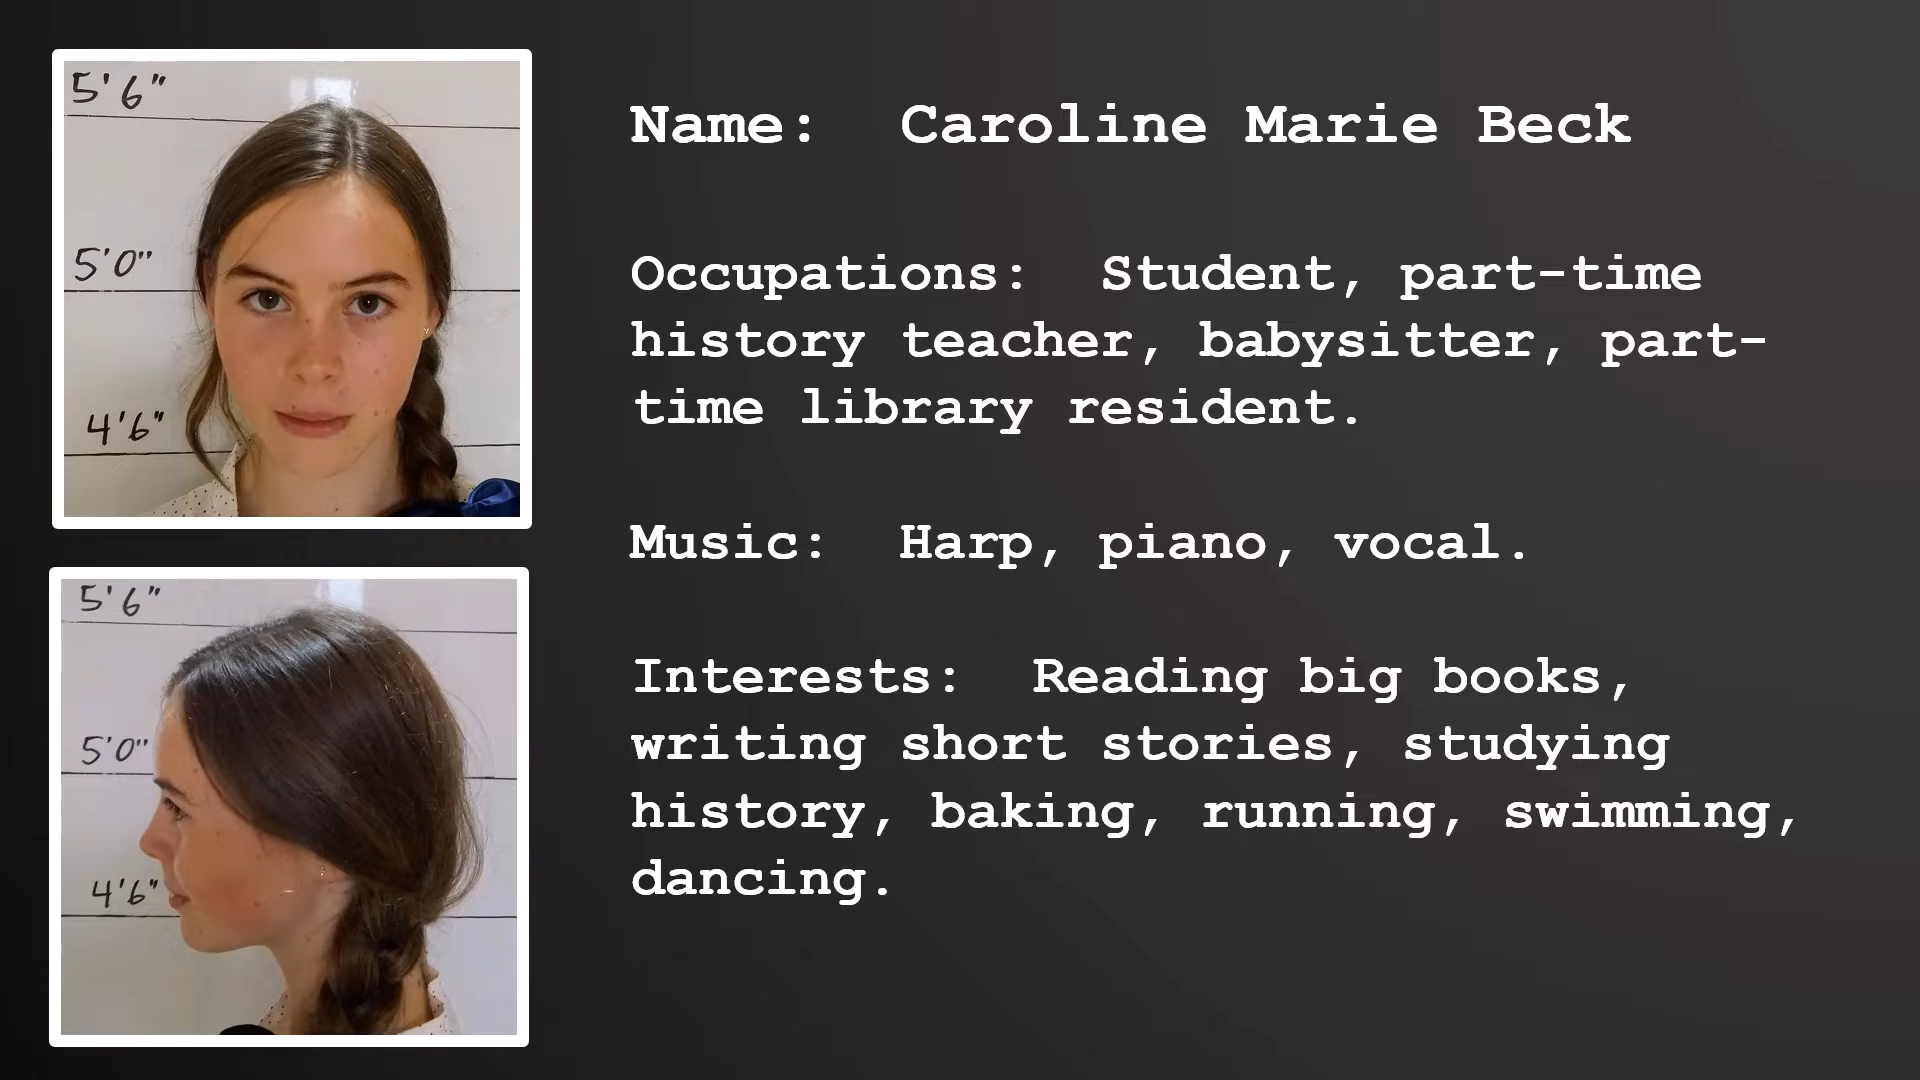 5'6"
5'0"
4'6"
5'6"
5'0"
4'6"
Name: Caroline Marie Beck
Occupations: Student, part-time
history teacher, babysitter, part-
time library resident.
Music: Harp, piano, vocal.
Interests: Reading big books,
writing short stories, studying
history, baking, running, swimming,
dancing.